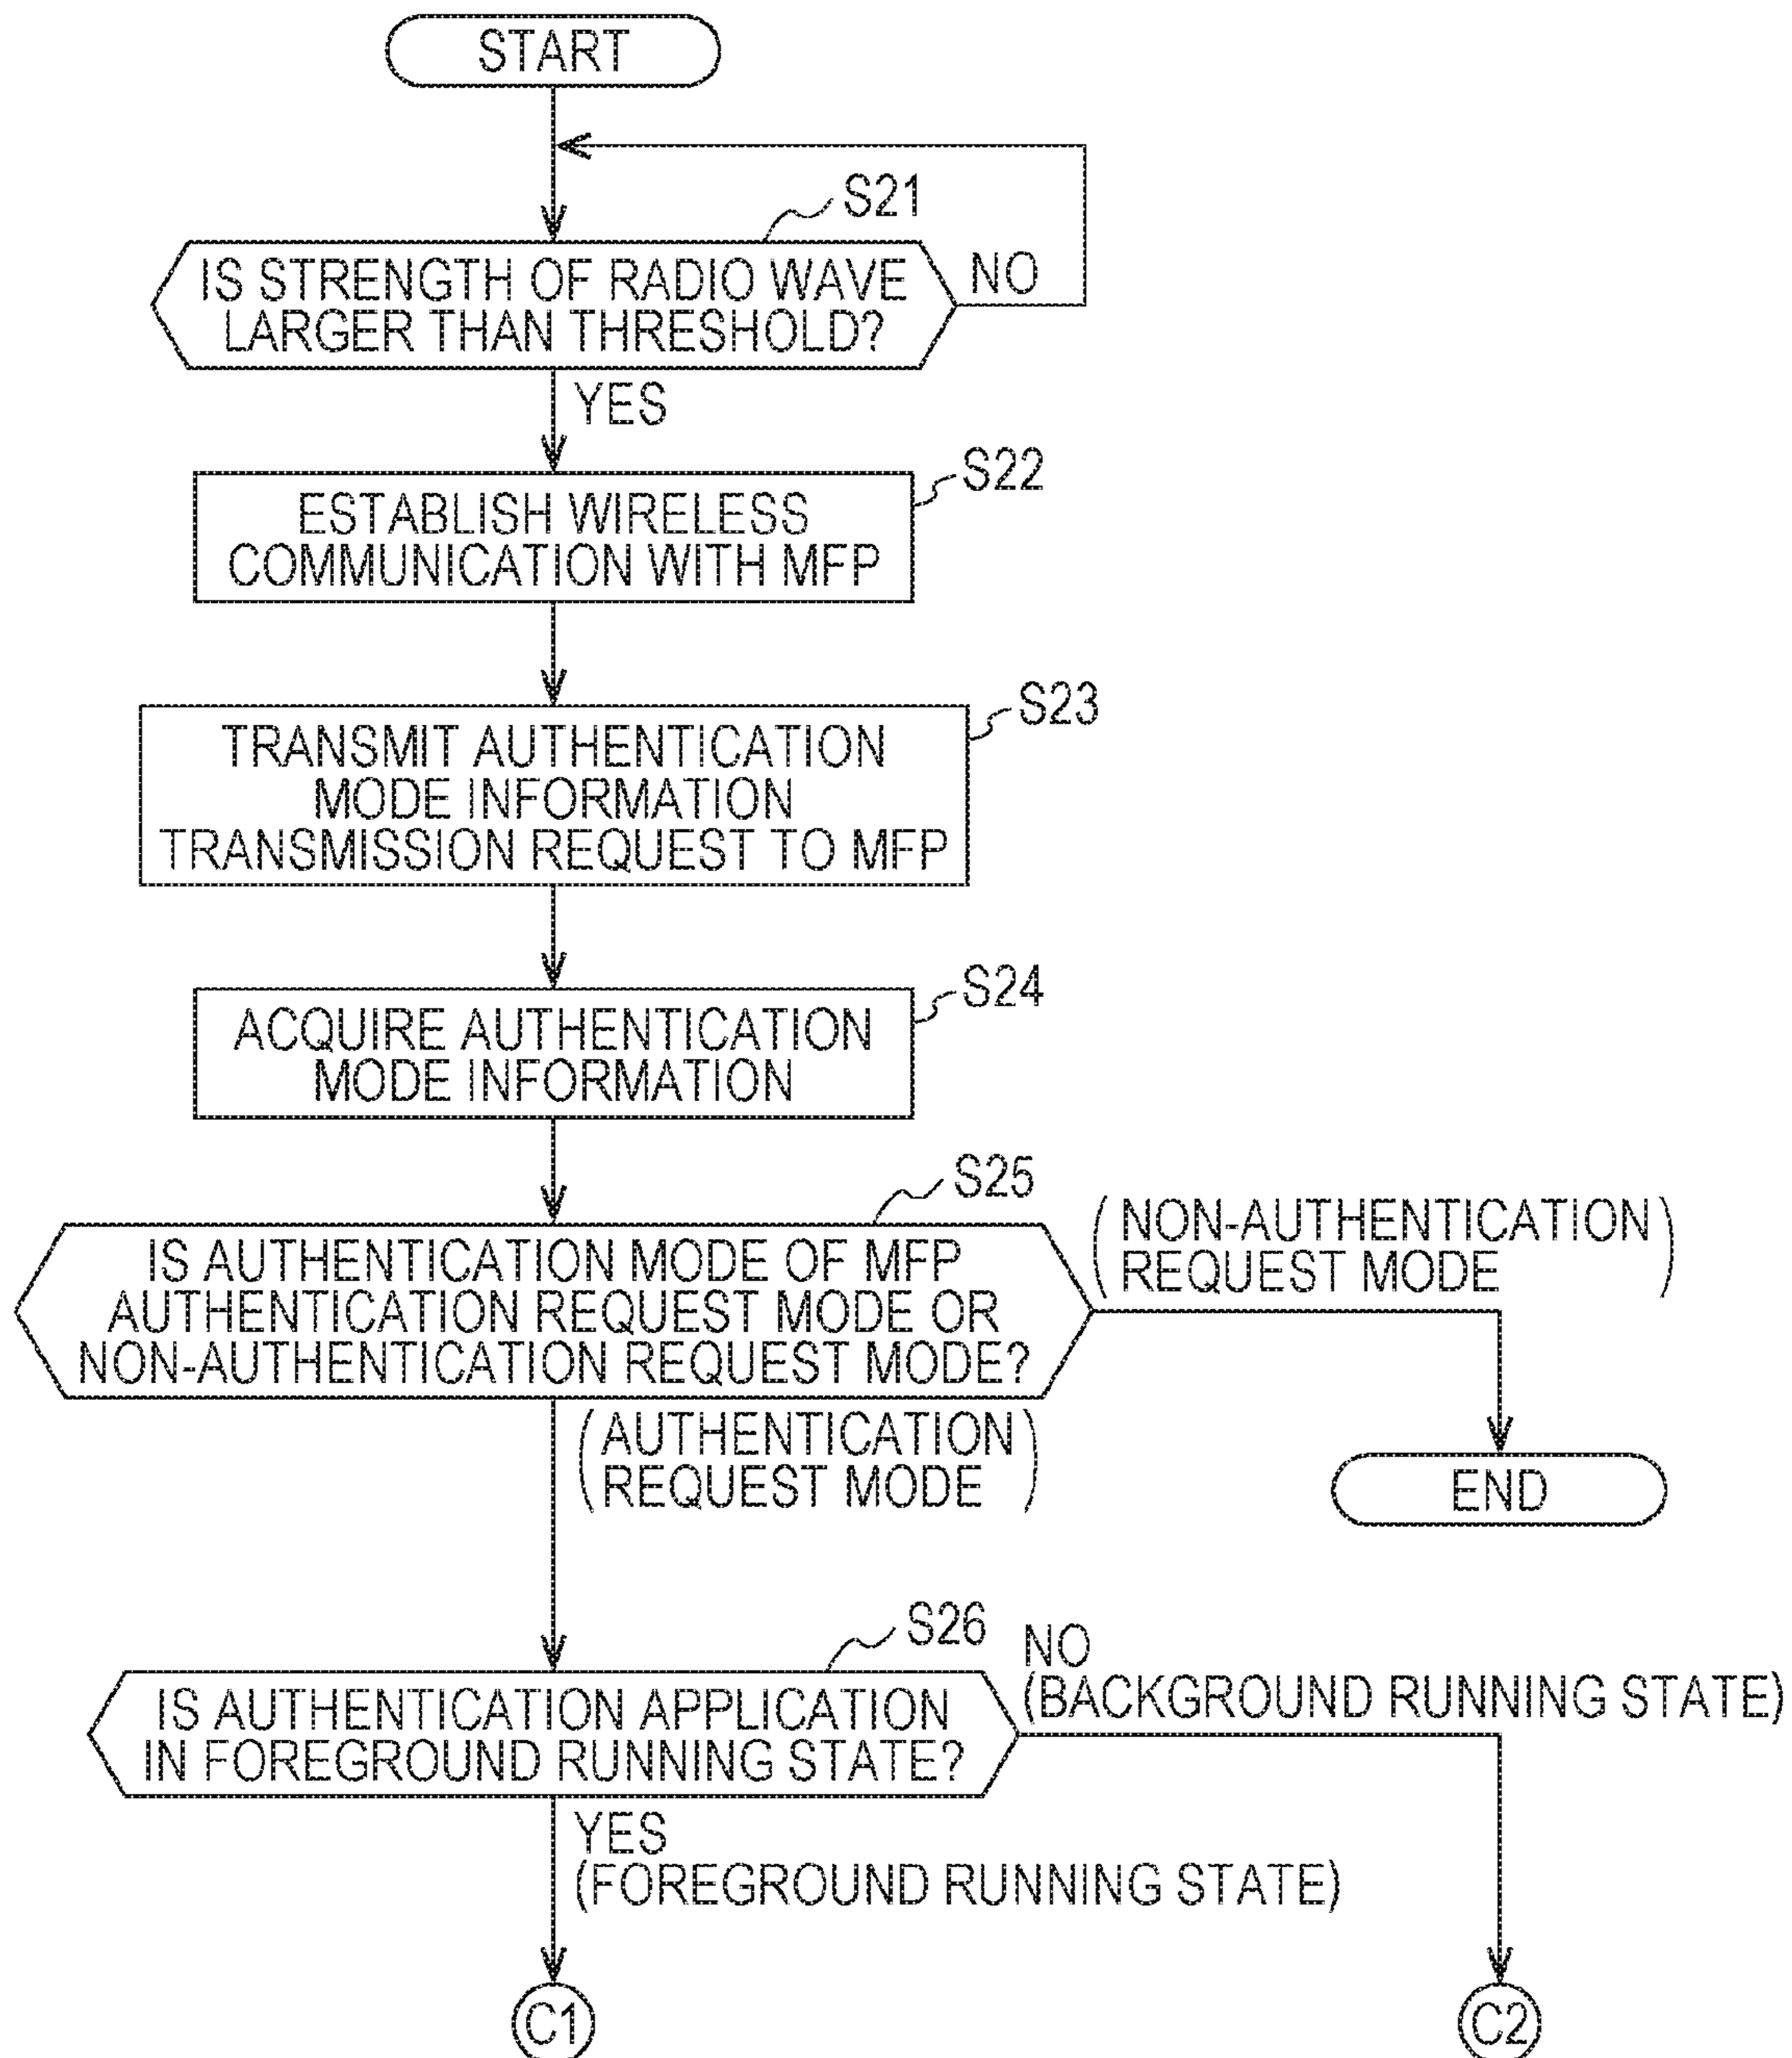 START
S21
IS STRENGTH OF RADIO WAVE
LARGER THAN THRESHOLD?
NO
YES
S22
ESTABLISH WIRELESS
COMMUNICATION WITH MFP
S23
TRANSMIT AUTHENTICATION
MODE INFORMATION
TRANSMISSION REQUEST TO MFP
S24
ACQUIRE AUTHENTICATION
MODE INFORMATION
S25
IS AUTHENTICATION MODE OF MFP
AUTHENTICATION REQUEST MODE OR
NON-AUTHENTICATION REQUEST MODE?
(NON-AUTHENTICATION
REQUEST MODE)
(AUTHENTICATION
REQUEST MODE)
END
S26
IS AUTHENTICATION APPLICATION
IN FOREGROUND RUNNING STATE?
NO
(BACKGROUND RUNNING STATE)
YES
(FOREGROUND RUNNING STATE)
C1
C2